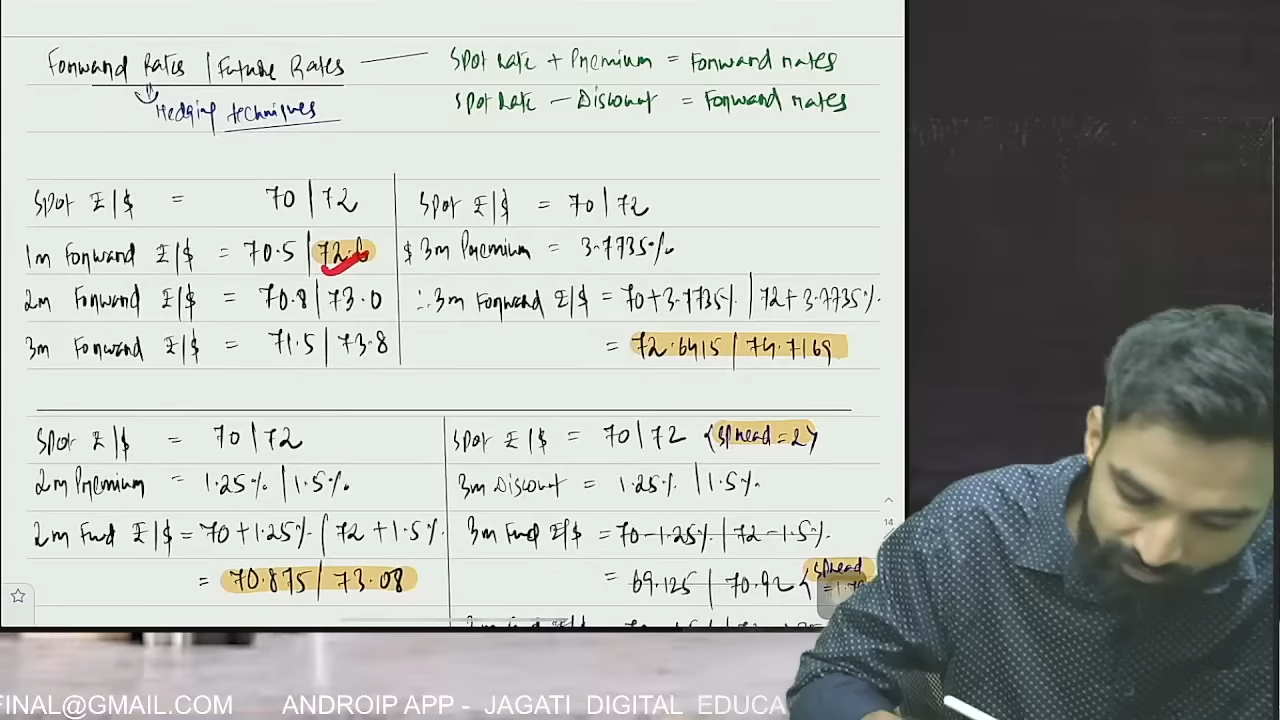 Forward Rates | Future Rates
Hedging techniques
Spot Rate + Premium = Forward rates
Spot Rate - Discount = Forward rates
Spot ₹|$ = 70 | 72
1m Forward ₹|$ = 70.5 |
2m Forward ₹|$ = 70.8 | 73.0
3m Forward ₹|$ = 71.5 | 73.8
Spot ₹|$ = 70 | 72
$ 3m Premium = 3.7735%
∴ 3m Forward ₹|$ = 70+3.7735% | 72+3.7735%.
= 72.6415 | 74.7169
Spot ₹|$ = 70 | 72
2m Premium = 1.25% | 1.5%.
2m Fwd ₹|$ = 70+1.25% | 72+1.5%.
= 70.875 | 73.08
Spot ₹|$ = 70 | 72 {spread = 2}
3m Discount = 1.25% | 1.5%.
3m Fwd ₹|$ = 70-1.25% | 72-1.5%.
= 69.125 | 70.92 { spread
14
FINAL@GMAIL.COM ANDROIP APP - JAGATI DIGITAL EDUCA